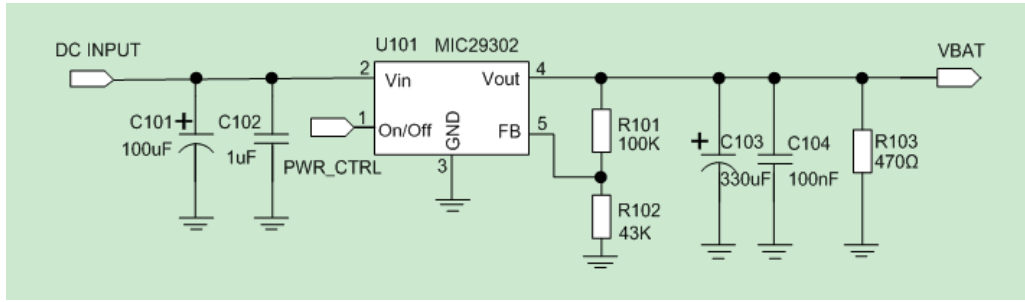 DC INPUT
U101 MIC29302
VBAT
2
Vin
Vout
4
C101
+
100uF
C102
1uF
1
On/Off
PWR_CTRL
GND
3
FB
5
R101
100K
R102
43K
+
C103
330uF
C104
100nF
R103
470Ω